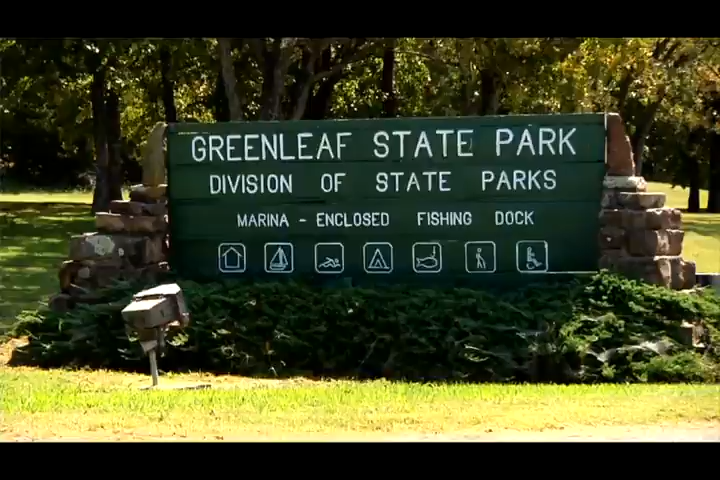 GREENLEAF STATE PARK
DIVISION OF STATE PARKS
MARINA - ENCLOSED FISHING DOCK